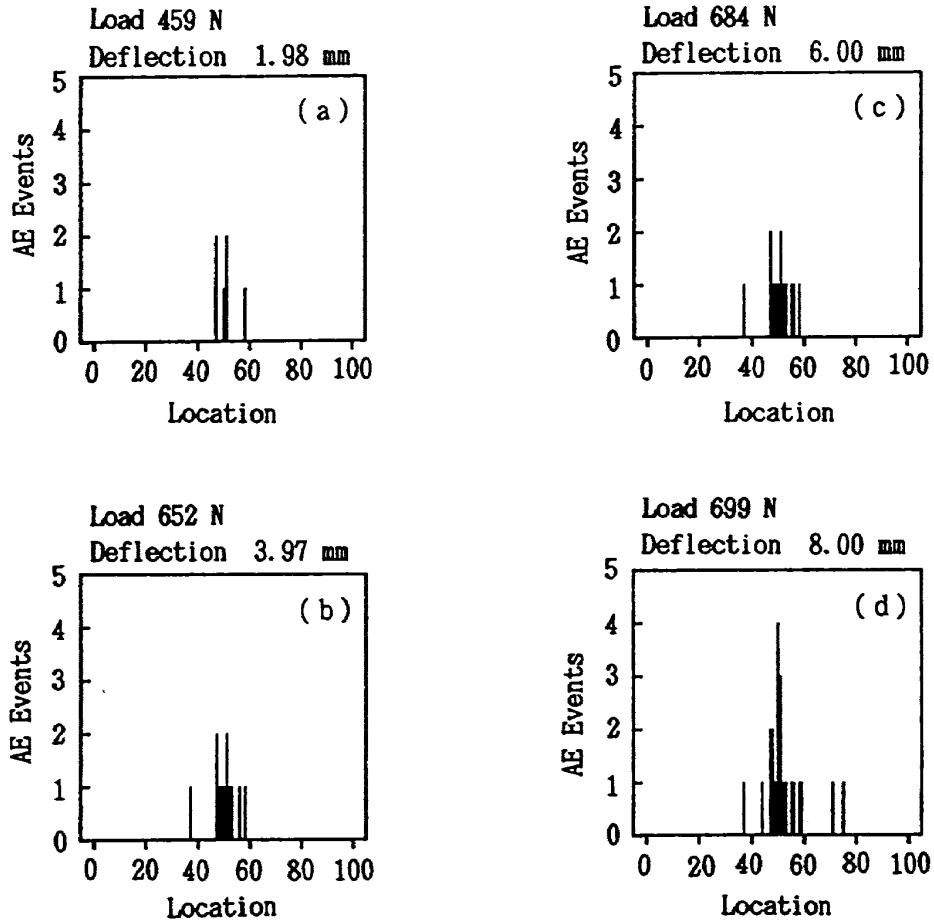 Load 459 N
Deflection 1.98 mm
(a)
5
4
3
2
1
0
AE Events
0 20 40 60 80 100
Location
Load 652 N
Deflection 3.97 mm
(b)
5
4
3
2
1
0
AE Events
0 20 40 60 80 100
Location
Load 684 N
Deflection 6.00 mm
(c)
5
4
3
2
1
0
AE Events
0 20 40 60 80 100
Location
Load 699 N
Deflection 8.00 mm
(d)
5
4
3
2
1
0
AE Events
0 20 40 60 80 100
Location